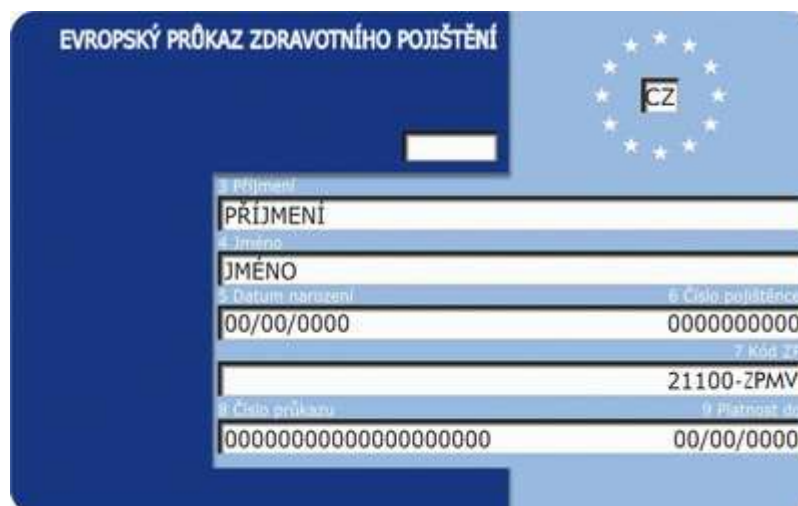 EVROPSKÝ PRŮKAZ ZDRAVOTNÍHO POJIŠTĚNÍ
CZ
3 Příjmení
PŘÍJMENÍ
4 Jméno
JMÉNO
5 Datum narození 6 Číslo pojištěnce
00/00/0000 0000000000
7 Kód ZP
21100-ZPMV
8 Číslo průkazu 9 Platnost do
00000000000000000000 00/00/0000